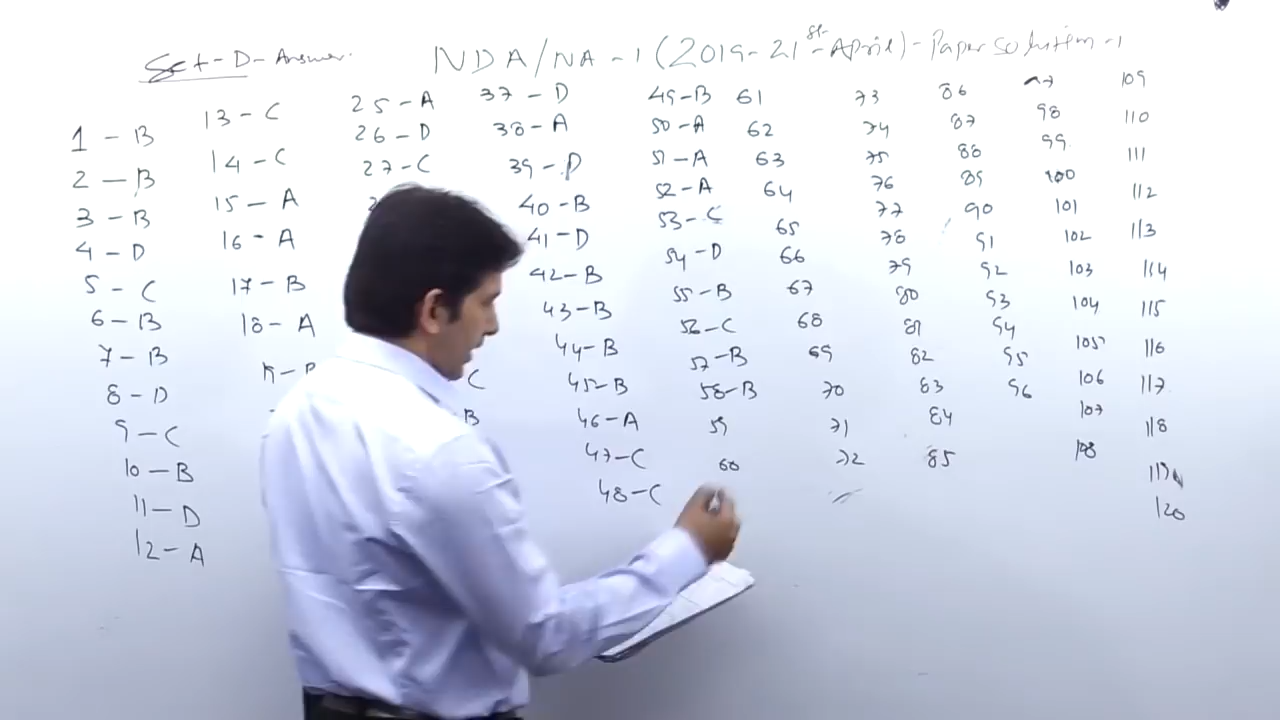 Set-D-Answer. NDA/NA-1 (2019-21st-April)-Paper solution-1
1-B
2-B
3-B
4-D
5-C
6-B
7-B
8-D
9-C
10-B
11-D
12-A
13-C
14-C
15-A
16-A
17-B
18-A
25-A
26-D
27-C
C
B
37-D
38-A
39-D
40-B
41-D
42-B
43-B
44-B
45-B
46-A
47-C
48-C
49-B
50-A
51-A
52-A
53-C
54-D
55-B
56-C
57-B
58-B
59
60
61
62
63
64
65
66
67
68
69
70
71
72
73
74
75
76
77
78
79
80
81
82
83
84
85
86
87
88
89
90
91
92
93
94
95
96
97
98
99
100
101
102
103
104
105
106
107
108
109
110
111
112
113
114
115
116
117
118
119
120